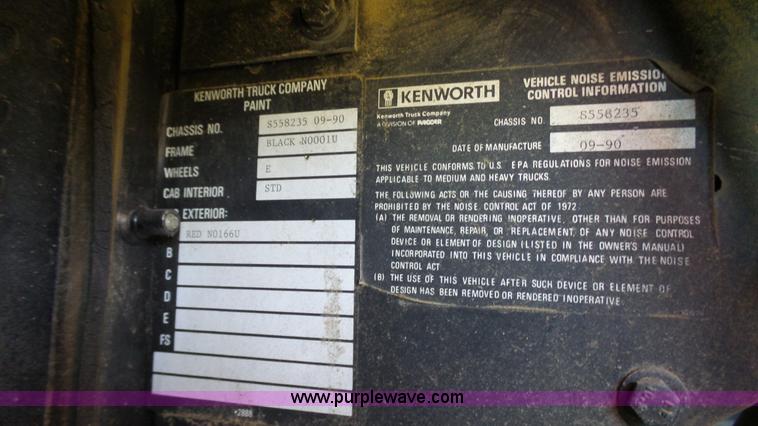 KENWORTH TRUCK COMPANY
PAINT
CHASSIS NO. S558235 09-90
FRAME BLACK N0001U
WHEELS E
CAB INTERIOR STD
EXTERIOR:
RED N0166U
B
C
D
E
FS
KENWORTH
Kenworth Truck Company
A DIVISION OF PACCAR
VEHICLE NOISE EMISSION
CONTROL INFORMATION
CHASSIS NO. S558235
DATE OF MANUFACTURE 09-90
THIS VEHICLE CONFORMS TO U.S. EPA REGULATIONS FOR NOISE EMISSION
APPLICABLE TO MEDIUM AND HEAVY TRUCKS.
THE FOLLOWING ACTS OR THE CAUSING THEREOF BY ANY PERSON ARE
PROHIBITED BY THE NOISE CONTROL ACT OF 1972:
(A) THE REMOVAL OR RENDERING INOPERATIVE, OTHER THAN FOR PURPOSES
OF MAINTENANCE, REPAIR, OR REPLACEMENT, OF ANY NOISE CONTROL
DEVICE OR ELEMENT OF DESIGN (LISTED IN THE OWNER'S MANUAL)
INCORPORATED INTO THIS VEHICLE IN COMPLIANCE WITH THE NOISE
CONTROL ACT
(B) THE USE OF THIS VEHICLE AFTER SUCH DEVICE OR ELEMENT OF
DESIGN HAS BEEN REMOVED OR RENDERED INOPERATIVE.
www.purplewave.com